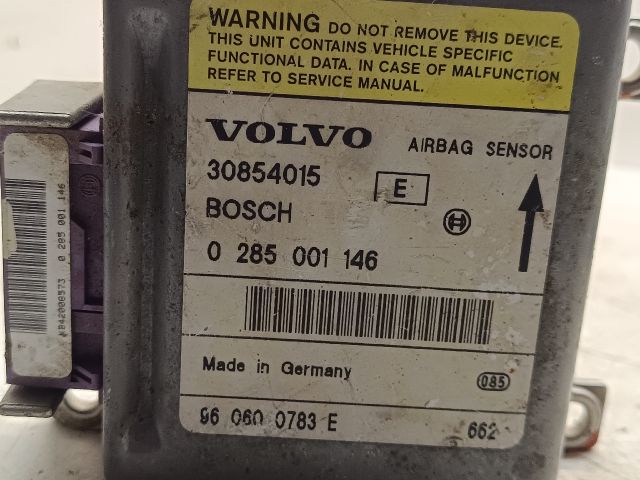 WARNING DO NOT REMOVE THIS DEVICE.
THIS UNIT CONTAINS VEHICLE SPECIFIC
FUNCTIONAL DATA. IN CASE OF MALFUNCTION
REFER TO SERVICE MANUAL.
VOLVO AIRBAG SENSOR
30854015 E
BOSCH
0 285 001 146
Made in Germany 085
96 060 0783 E 662
0 285 001 146